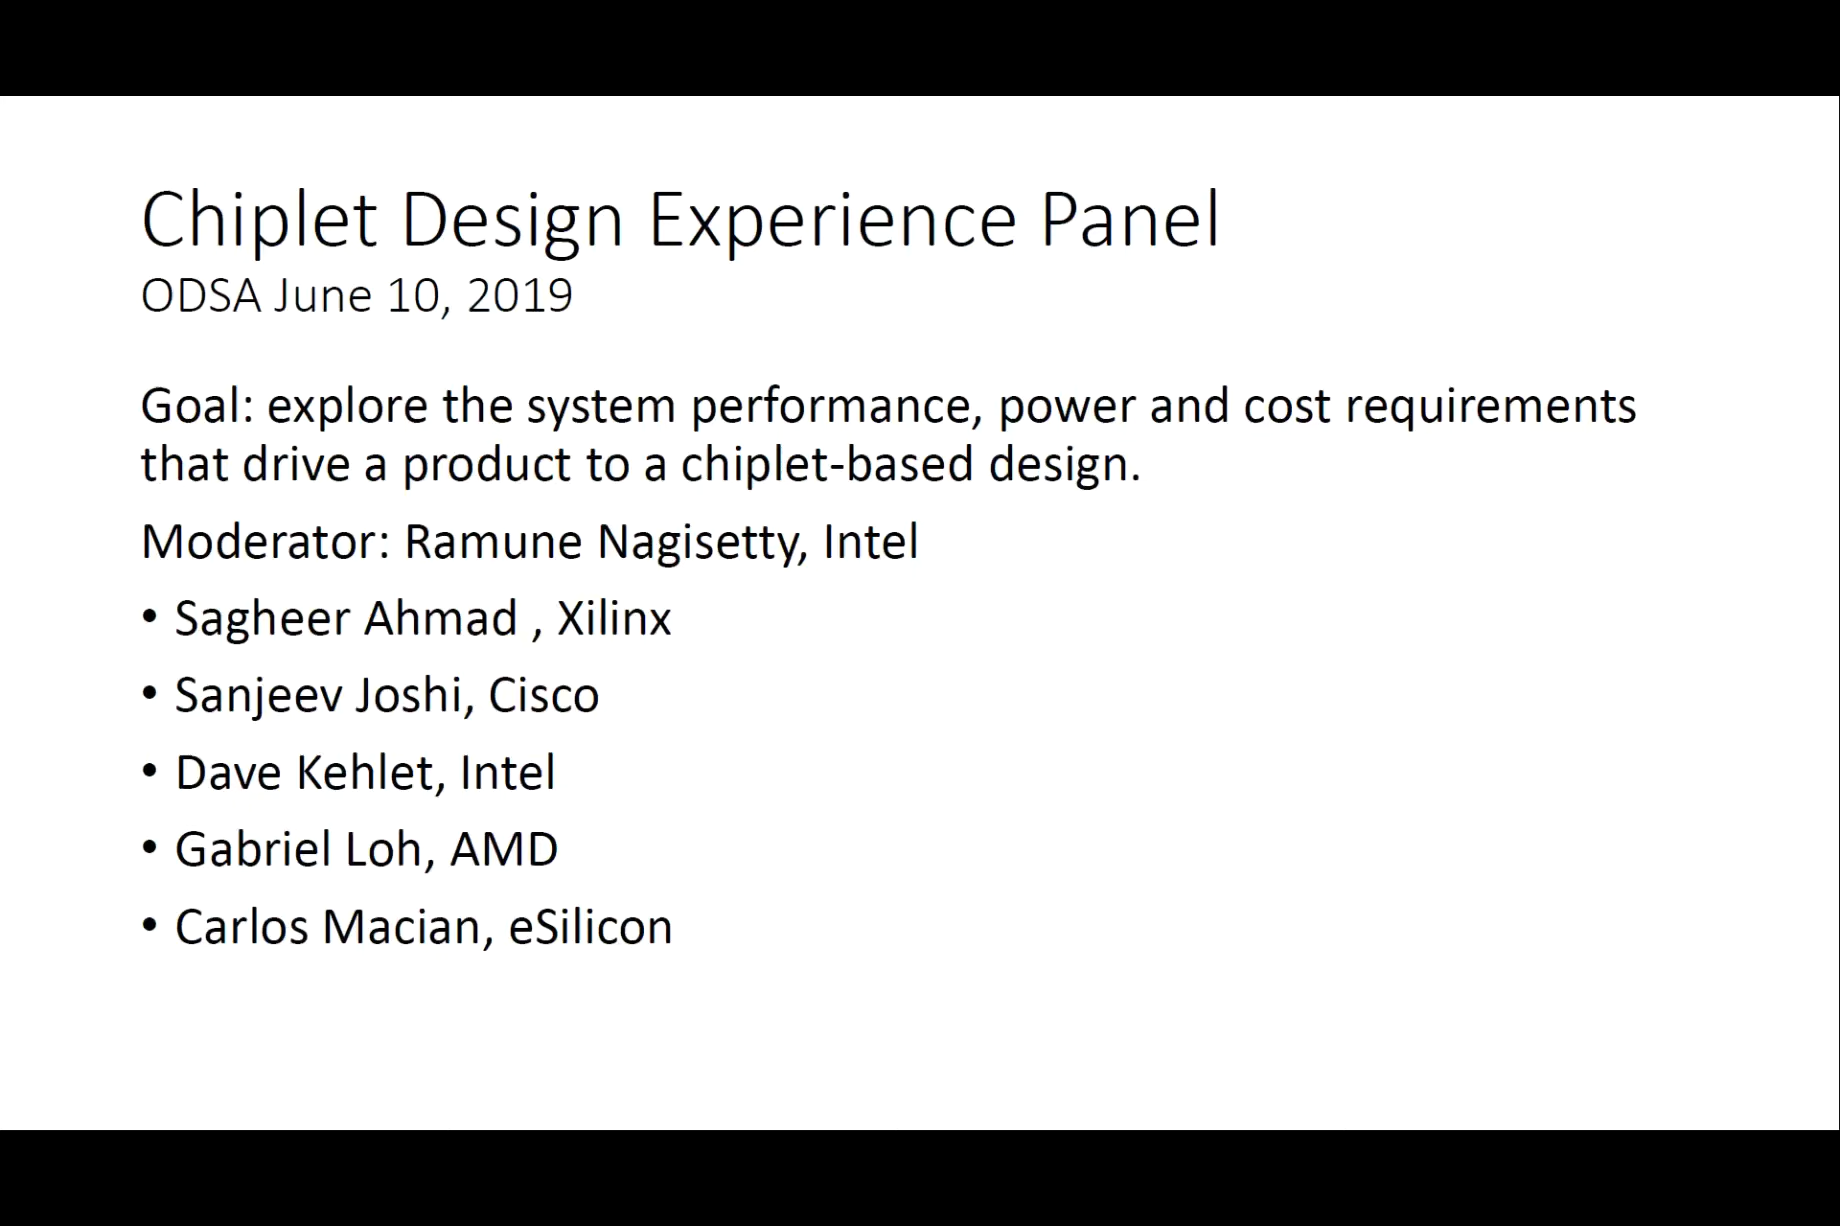 Chiplet Design Experience Panel
ODSA June 10, 2019
Goal: explore the system performance, power and cost requirements
that drive a product to a chiplet-based design.
Moderator: Ramune Nagisetty, Intel
• Sagheer Ahmad , Xilinx
• Sanjeev Joshi, Cisco
• Dave Kehlet, Intel
• Gabriel Loh, AMD
• Carlos Macian, eSilicon